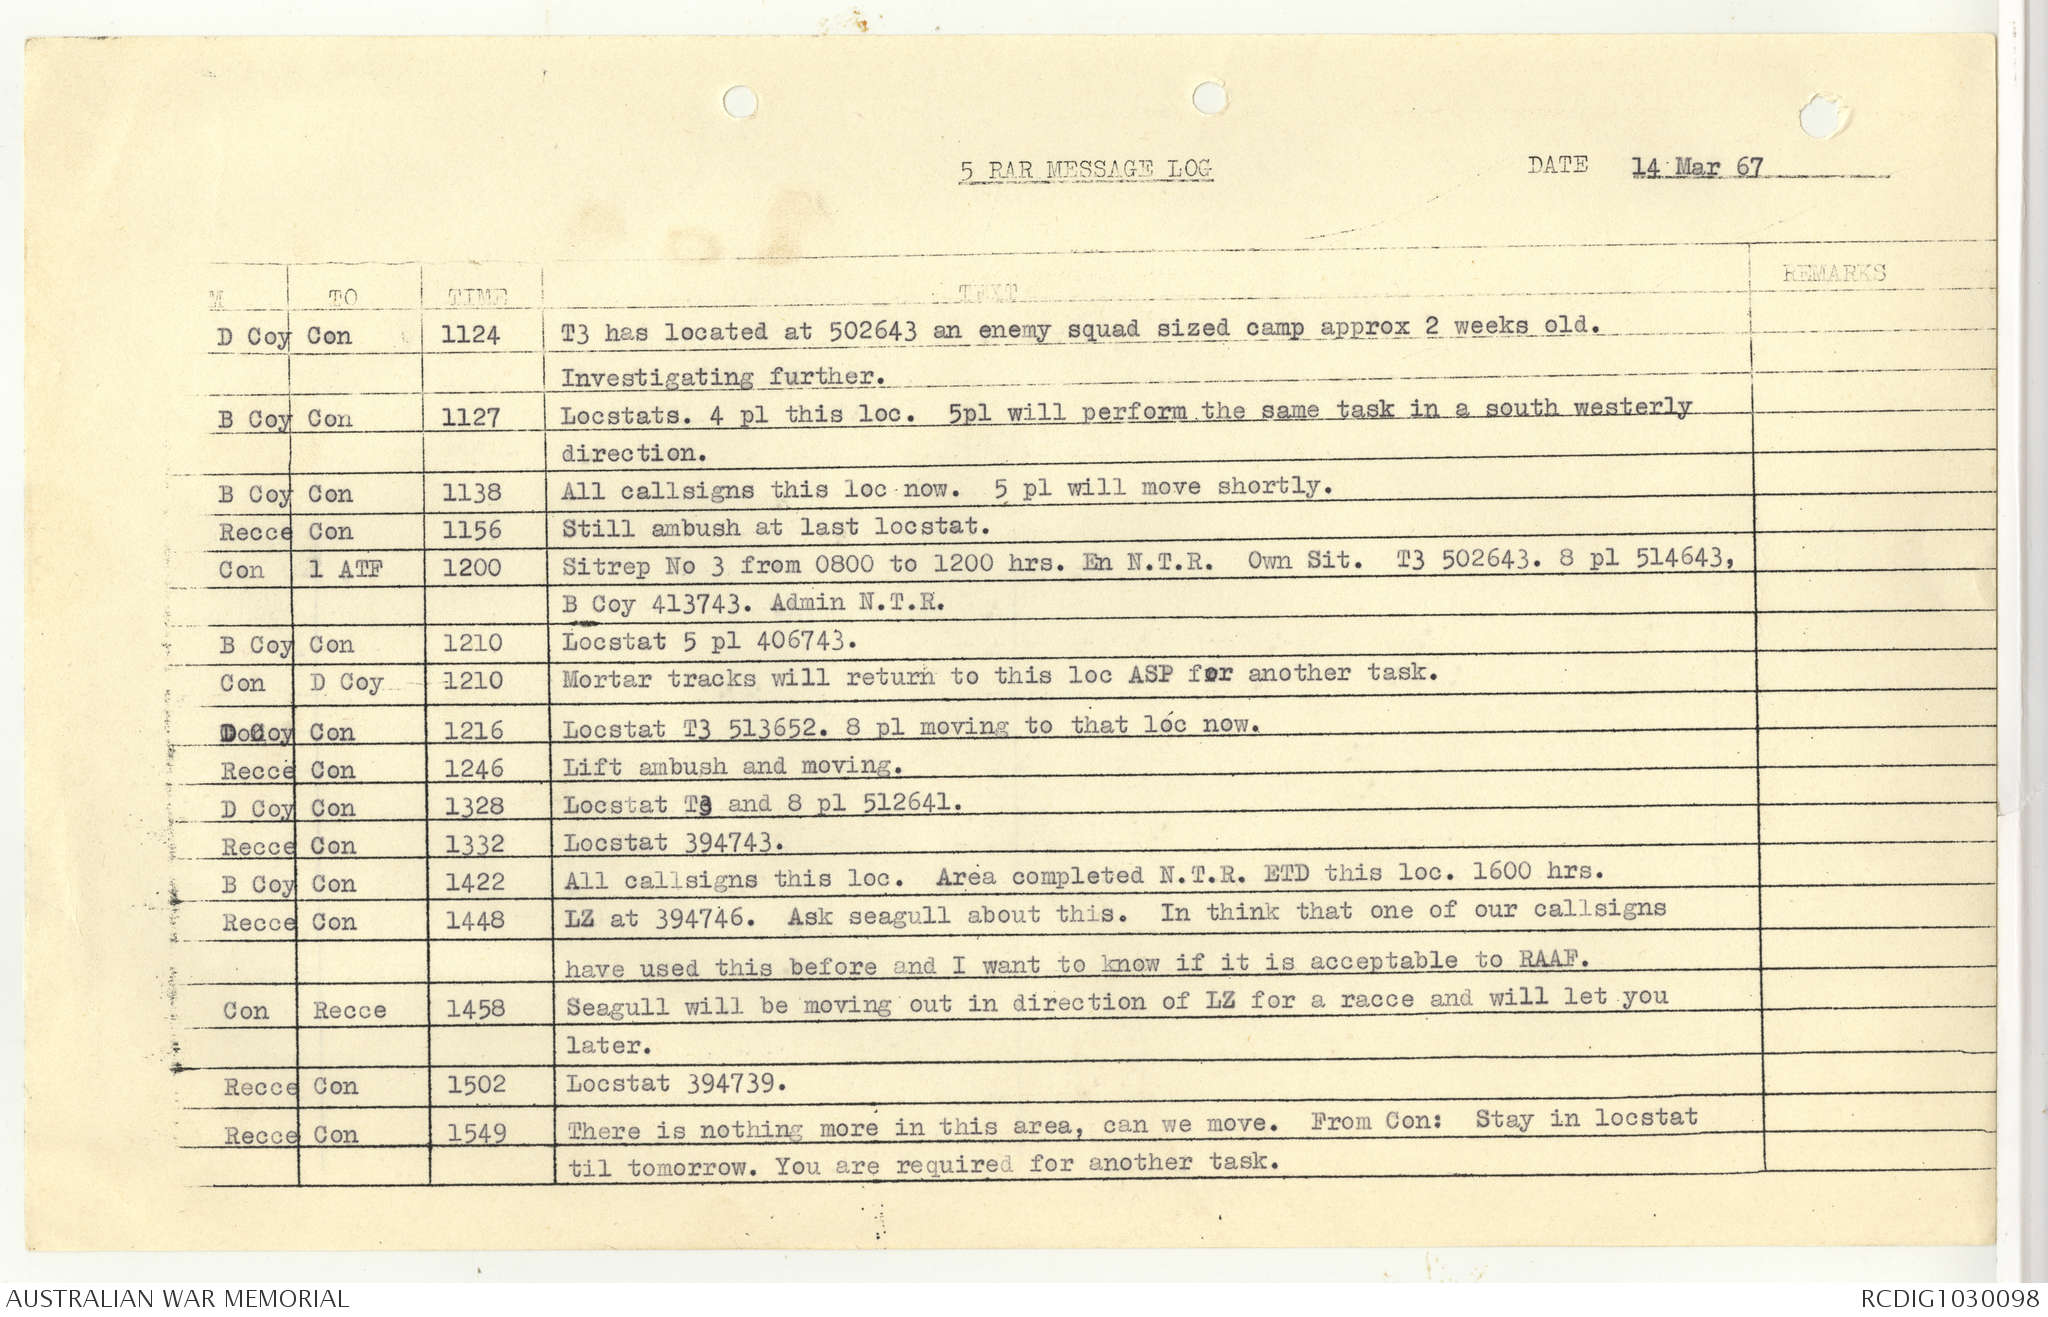 5 RAR MESSAGE LOG DATE 14 Mar 67
M TO TIME TEXT REMARKS
D Coy Con 1124 T3 has located at 502643 an enemy squad sized camp approx 2 weeks old.
Investigating further.
B Coy Con 1127 Locstats. 4 pl this loc. 5pl will perform the same task in a south westerly
direction.
B Coy Con 1138 All callsigns this loc now. 5 pl will move shortly.
Recce Con 1156 Still ambush at last locstat.
Con 1 ATF 1200 Sitrep No 3 from 0800 to 1200 hrs. En N.T.R. Own Sit. T3 502643. 8 pl 514643,
B Coy 413743. Admin N.T.R.
B Coy Con 1210 Locstat 5 pl 406743.
Con D Coy 1210 Mortar tracks will return to this loc ASP for another task.
D Coy Con 1216 Locstat T3 513652. 8 pl moving to that loc now.
Recce Con 1246 Lift ambush and moving.
D Coy Con 1328 Locstat T3 and 8 pl 512641.
Recce Con 1332 Locstat 394743.
B Coy Con 1422 All callsigns this loc. Area completed N.T.R. ETD this loc. 1600 hrs.
Recce Con 1448 LZ at 394746. Ask seagull about this. In think that one of our callsigns
have used this before and I want to know if it is acceptable to RAAF.
Con Recce 1458 Seagull will be moving out in direction of LZ for a racce and will let you
later.
Recce Con 1502 Locstat 394739.
Recce Con 1549 There is nothing more in this area, can we move. From Con: Stay in locstat
til tomorrow. You are required for another task.
AUSTRALIAN WAR MEMORIAL RCDIG1030098